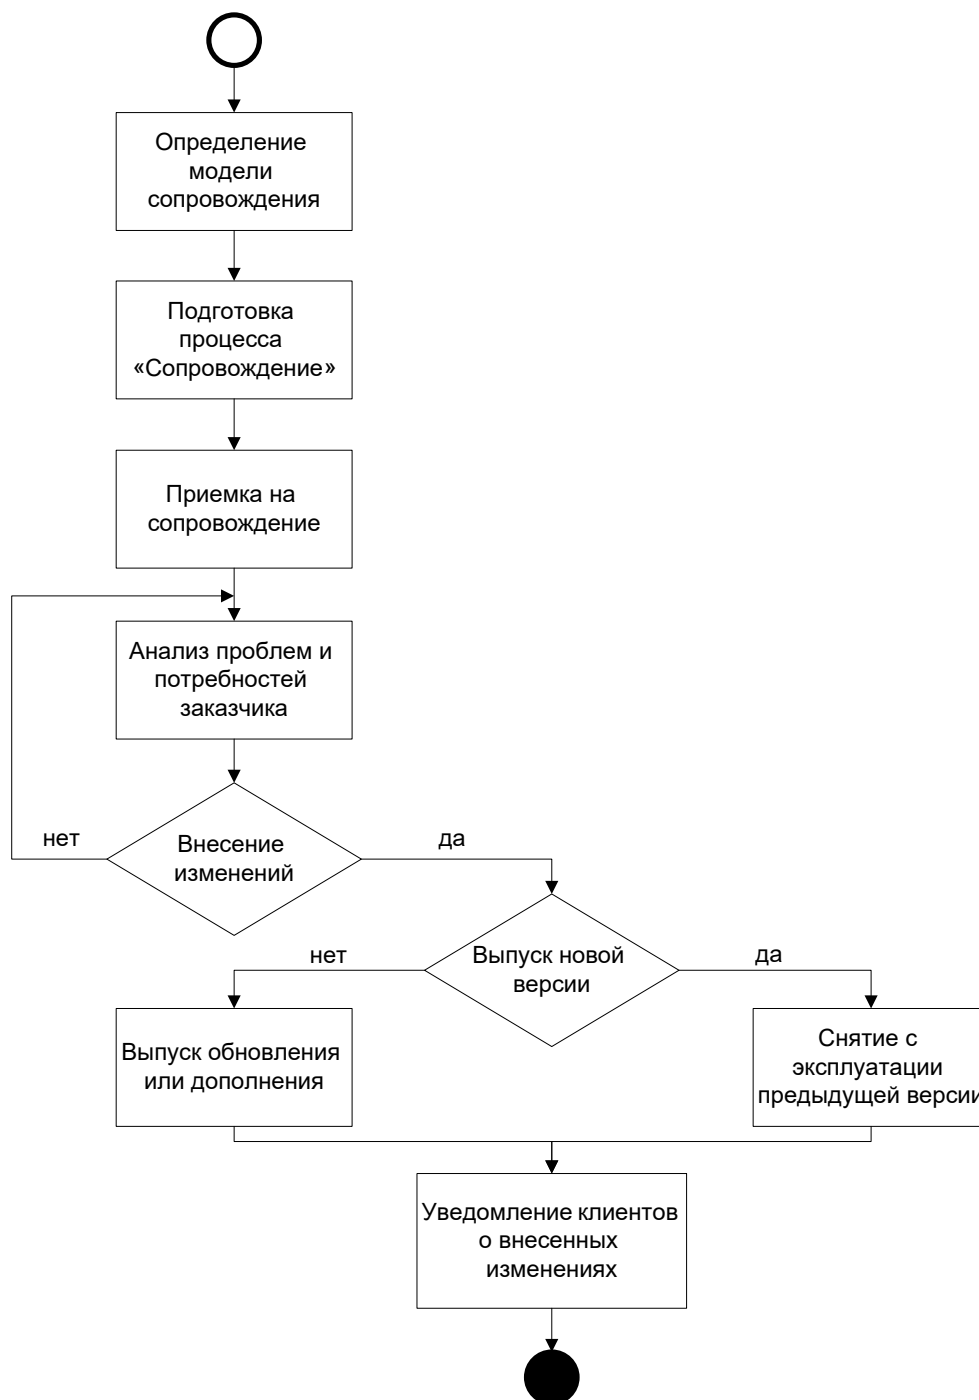 Определение
модели
сопровождения
Подготовка
процесса
«Сопровождение»
Приемка на
сопровождение
Анализ проблем и
потребностей
заказчика
нет
Внесение
изменений
да
нет
Выпуск новой
версии
да
Выпуск обновления
или дополнения
Снятие с
эксплуатации
предыдущей версии
Уведомление клиентов
о внесенных
изменениях